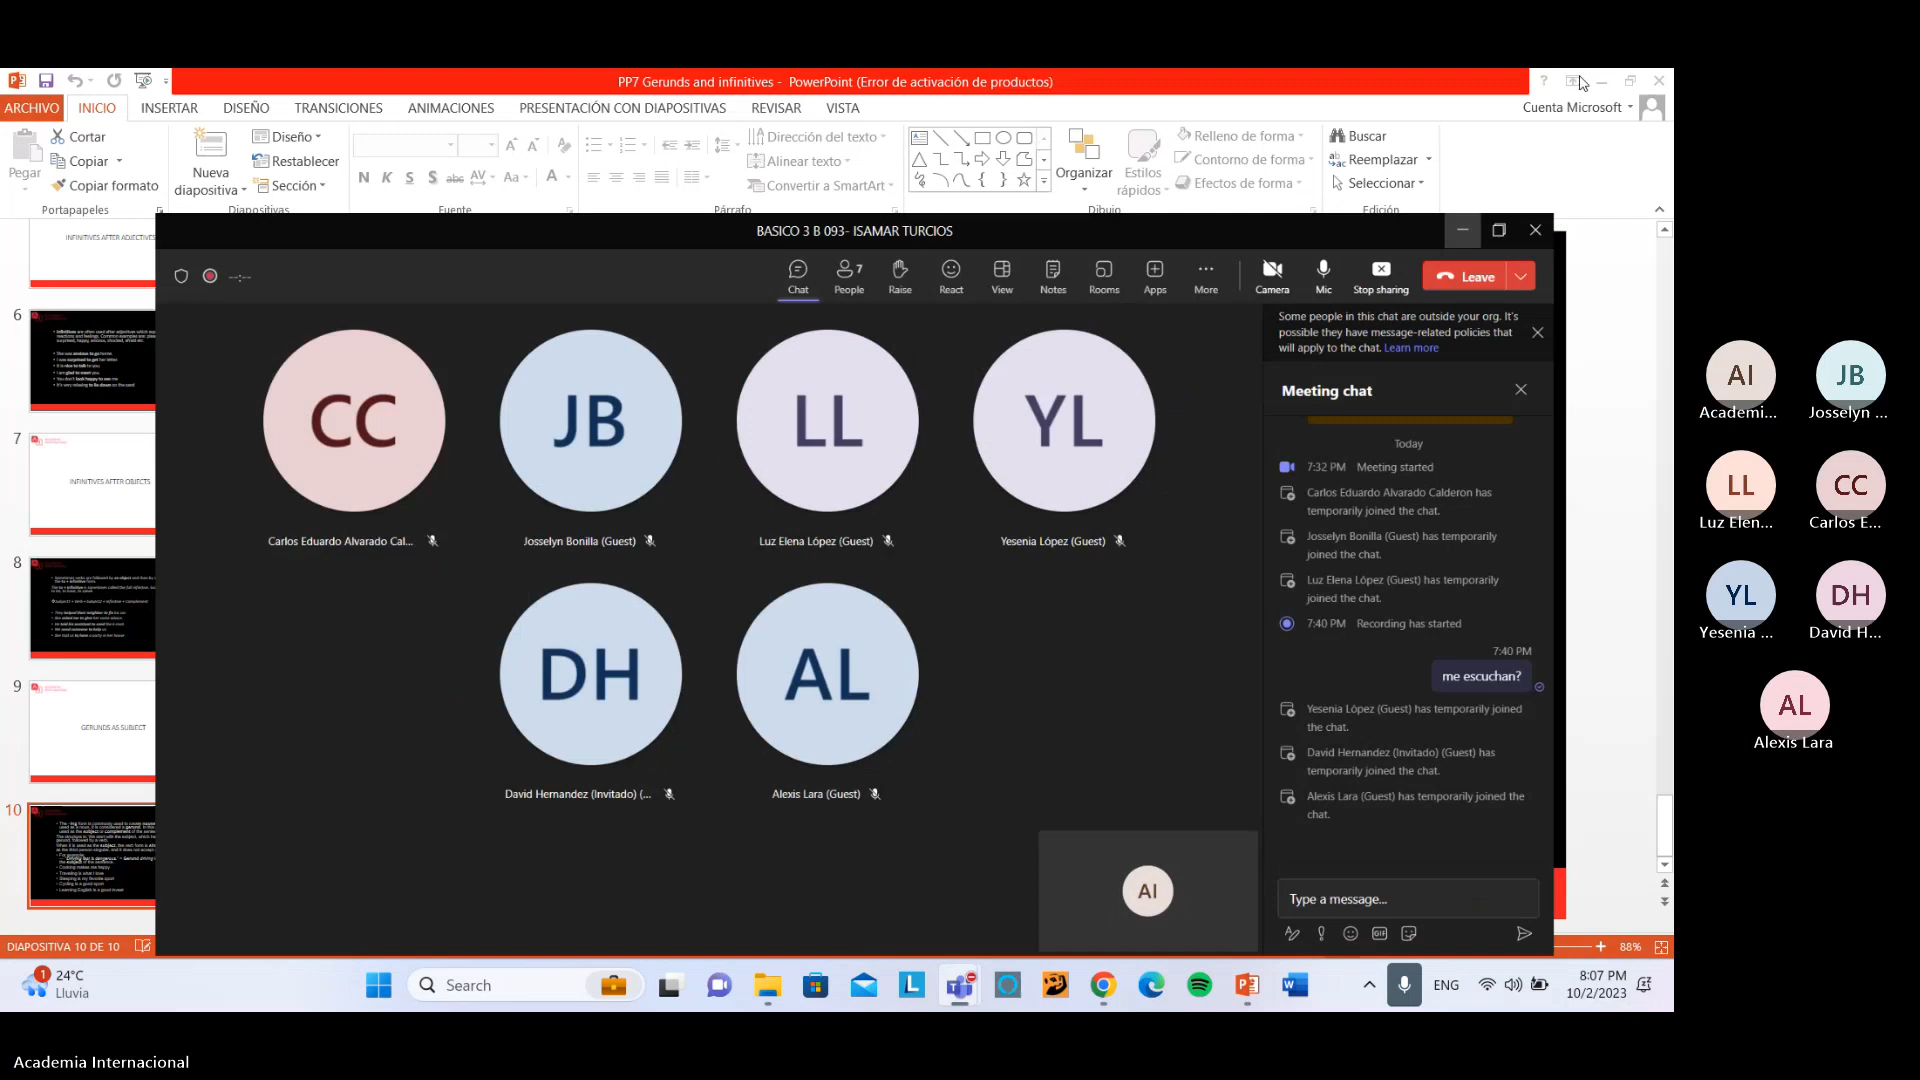 PP7 Gerunds and infinitives - PowerPoint (Error de activación de productos)
ARCHIVO INICIO INSERTAR DISEÑO TRANSICIONES ANIMACIONES PRESENTACIÓN CON DIAPOSITIVAS REVISAR VISTA
Cuenta Microsoft
Pegar
Cortar
Copiar
Copiar formato
Portapapeles
Nueva diapositiva
Diseño
Restablecer
Sección
Diapositivas
N K S S abc AV Aa A
Fuente
Dirección del texto
Alinear texto
Convertir a SmartArt
Párrafo
Organizar
Estilos rápidos
Relleno de forma
Contorno de forma
Efectos de forma
Dibujo
Buscar
Reemplazar
Seleccionar
Edición
INFINITIVES AFTER ADJECTIVES
6
7
INFINITIVES AFTER OBJECTS
8
9
GERUNDS AS SUBJECT
10
BASICO 3 B 093- ISAMAR TURCIOS
--:--
Chat
7
People
Raise
React
View
Notes
Rooms
Apps
More
Camera
Mic
Stop sharing
Leave
CC
Carlos Eduardo Alvarado Cal...
JB
Josselyn Bonilla (Guest)
LL
Luz Elena López (Guest)
YL
Yesenia López (Guest)
DH
David Hernandez (Invitado) (...
AL
Alexis Lara (Guest)
AI
Some people in this chat are outside your org. It's
possible they have message-related policies that
will apply to the chat. Learn more
Meeting chat
Today
7:32 PM Meeting started
Carlos Eduardo Alvarado Calderon has
temporarily joined the chat.
Josselyn Bonilla (Guest) has temporarily
joined the chat.
Luz Elena López (Guest) has temporarily
joined the chat.
7:40 PM Recording has started
7:40 PM
me escuchan?
Yesenia López (Guest) has temporarily joined
the chat.
David Hernandez (Invitado) (Guest) has
temporarily joined the chat.
Alexis Lara (Guest) has temporarily joined the
chat.
Type a message...
GIF
AI
Academi...
JB
Josselyn ...
LL
Luz Elen...
CC
Carlos E...
YL
Yesenia ...
DH
David H...
AL
Alexis Lara
DIAPOSITIVA 10 DE 10
88%
1
24°C
Lluvia
Search
ENG
8:07 PM
10/2/2023
Academia Internacional